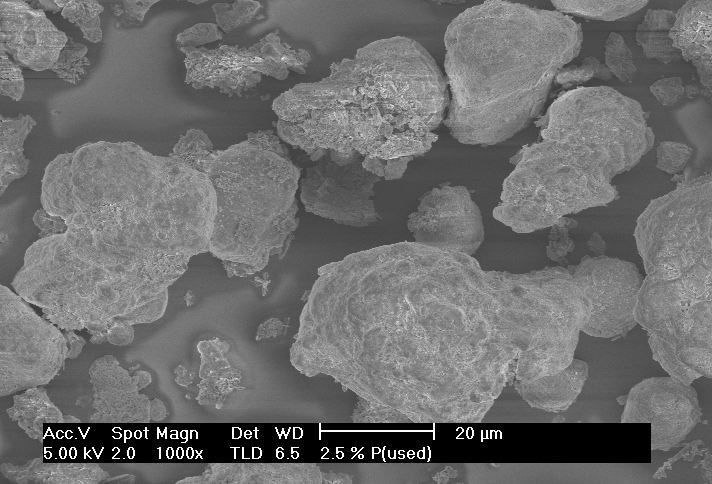 Acc.V Spot Magn Det WD 20 µm
5.00 kV 2.0 1000x TLD 6.5 2.5 % P(used)